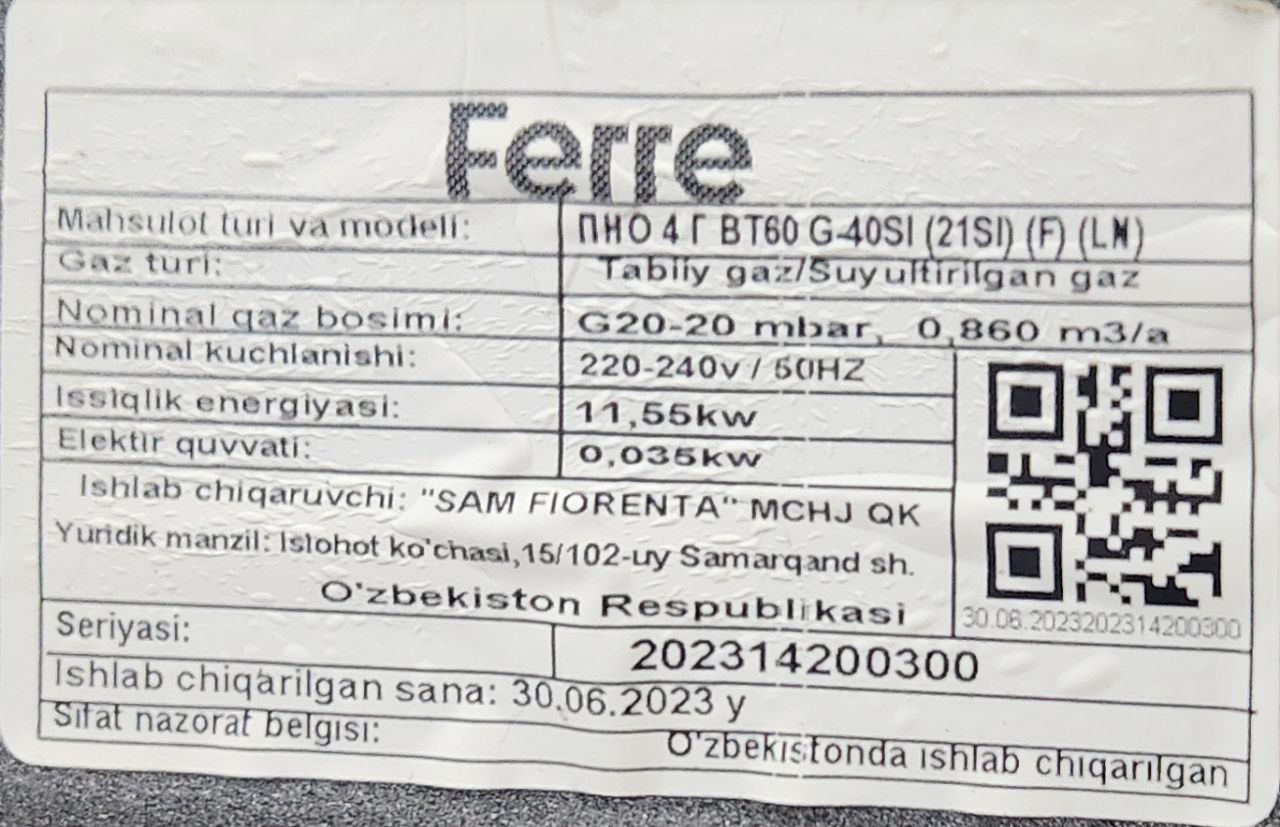 Ferre
Mahsulot turi va modeli: ПНО 4 Г BT60 G-40SI (21SI) (F) (LN)
Gaz turi: Tabiiy gaz/Suyultirilgan gaz
Nominal qaz bosimi: G20-20 mbar, 0,860 m3/a
Nominal kuchlanishi: 220-240v / 50HZ
Issiqlik energiyasi: 11,55kw
Elektir quvvati: 0,035kw
Ishlab chiqaruvchi: "SAM FIORENTA" MCHJ QK
Yuridik manzil: Islohot ko'chasi,15/102-uy Samarqand sh.
O'zbekiston Respublikasi
30.06.2023202314200300
Seriyasi: 202314200300
Ishlab chiqarilgan sana: 30.06.2023 y
Sifat nazorat belgisi: O'zbekistonda ishlab chiqarilgan